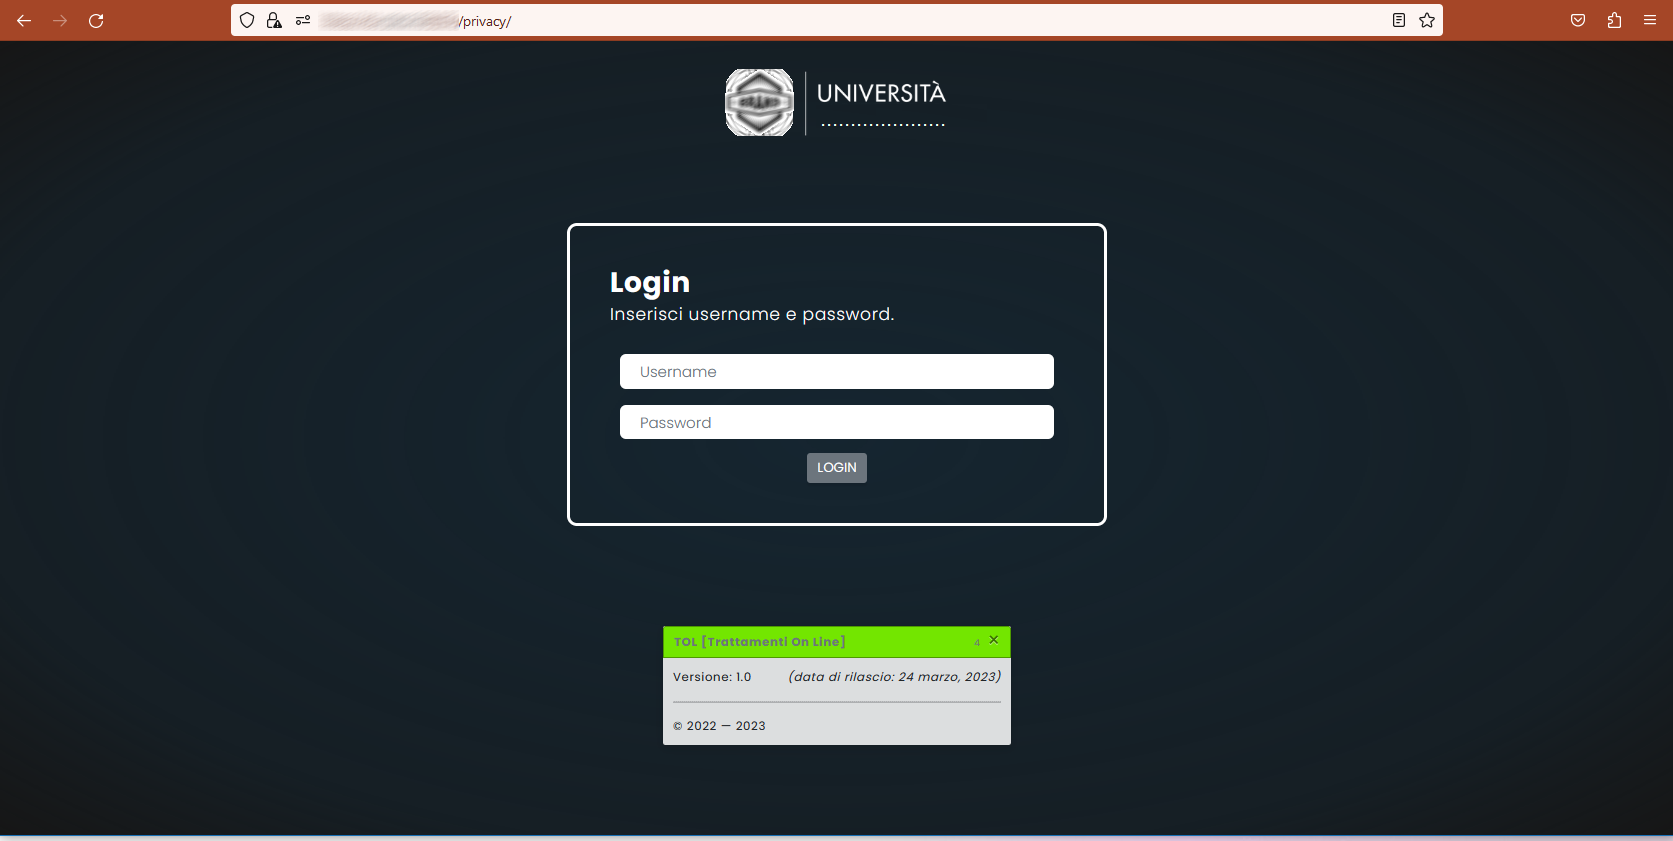 /privacy/
UNIVERSITÀ
Login
Inserisci username e password.
Username
Password
LOGIN
TOL [Trattamenti On Line] 4
Versione: 1.0 (data di rilascio: 24 marzo, 2023)
© 2022 — 2023